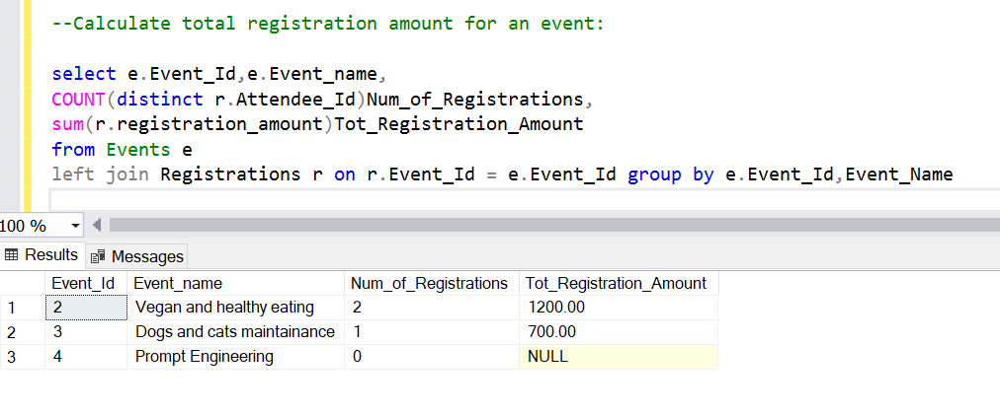 --Calculate total registration amount for an event:
select e.Event_Id,e.Event_name,
COUNT(distinct r.Attendee_Id)Num_of_Registrations,
sum(r.registration_amount)Tot_Registration_Amount
from Events e
left join Registrations r on r.Event_Id = e.Event_Id group by e.Event_Id,Event_Name
100 %
Results Messages
Event_Id Event_name Num_of_Registrations Tot_Registration_Amount
1 2 Vegan and healthy eating 2 1200.00
2 3 Dogs and cats maintainance 1 700.00
3 4 Prompt Engineering 0 NULL